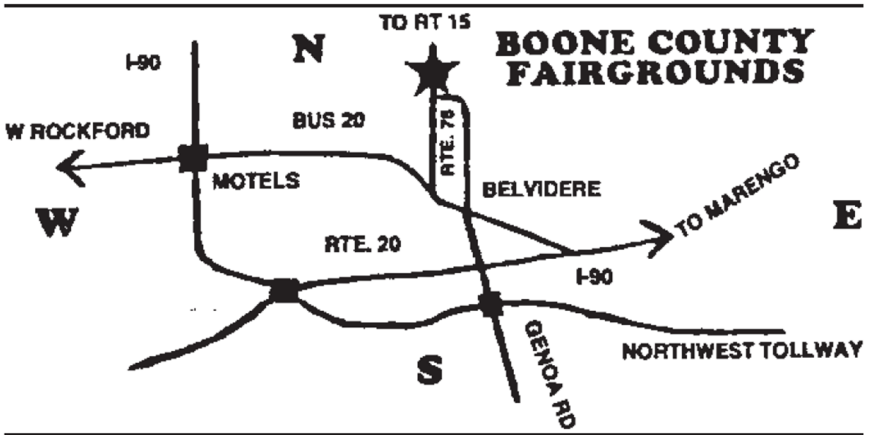 TO RT 15
BOONE COUNTY
FAIRGROUNDS
N
I-90
BUS 20
RTE. 76
W ROCKFORD
MOTELS
BELVIDERE
TO MARENGO
W
E
RTE. 20
I-90
GENOA RD
NORTHWEST TOLLWAY
S